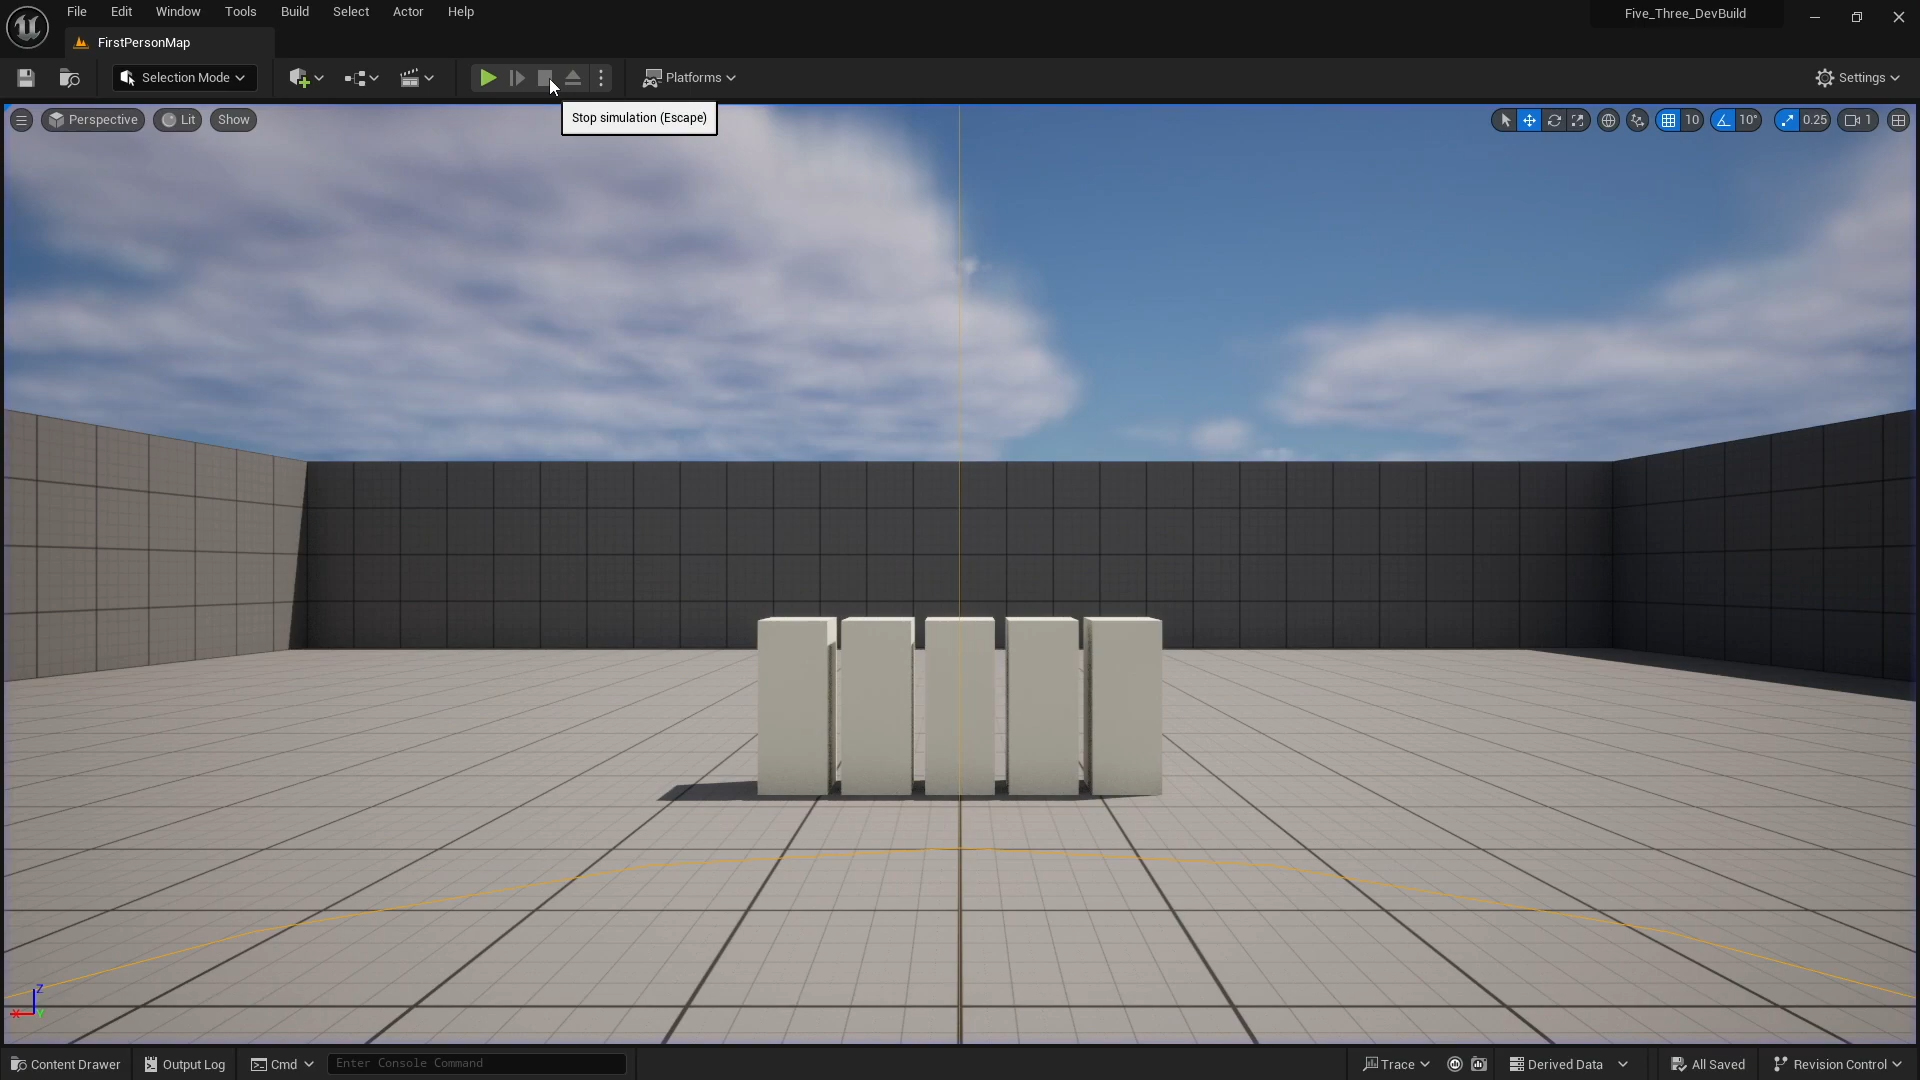 File Edit Window Tools Build Select Actor Help
Five_Three_DevBuild
FirstPersonMap
Selection Mode
Platforms
Settings
Stop simulation (Escape)
Perspective
Lit
Show
10
10°
0.25
1
Z
X
Y
Content Drawer
Output Log
Cmd
Enter Console Command
Trace
Derived Data
All Saved
Revision Control